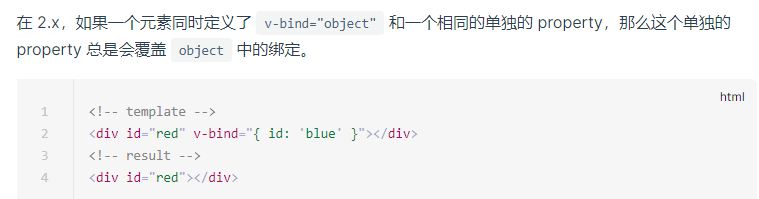 在 2.x，如果一个元素同时定义了 v-bind="object" 和一个相同的单独的 property，那么这个单独的
property 总是会覆盖 object 中的绑定。
html
1 <!-- template -->
2 <div id="red" v-bind="{ id: 'blue' }"></div>
3 <!-- result -->
4 <div id="red"></div>